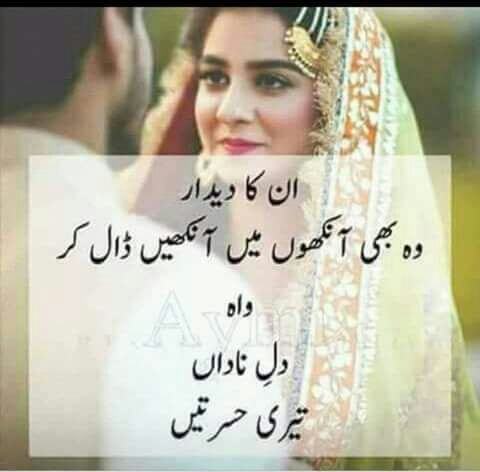 ان کا دیدار
وہ بھی آنکھوں میں آنکھیں ڈال کر
واہ
دلِ ناداں
تیری حسرتیں